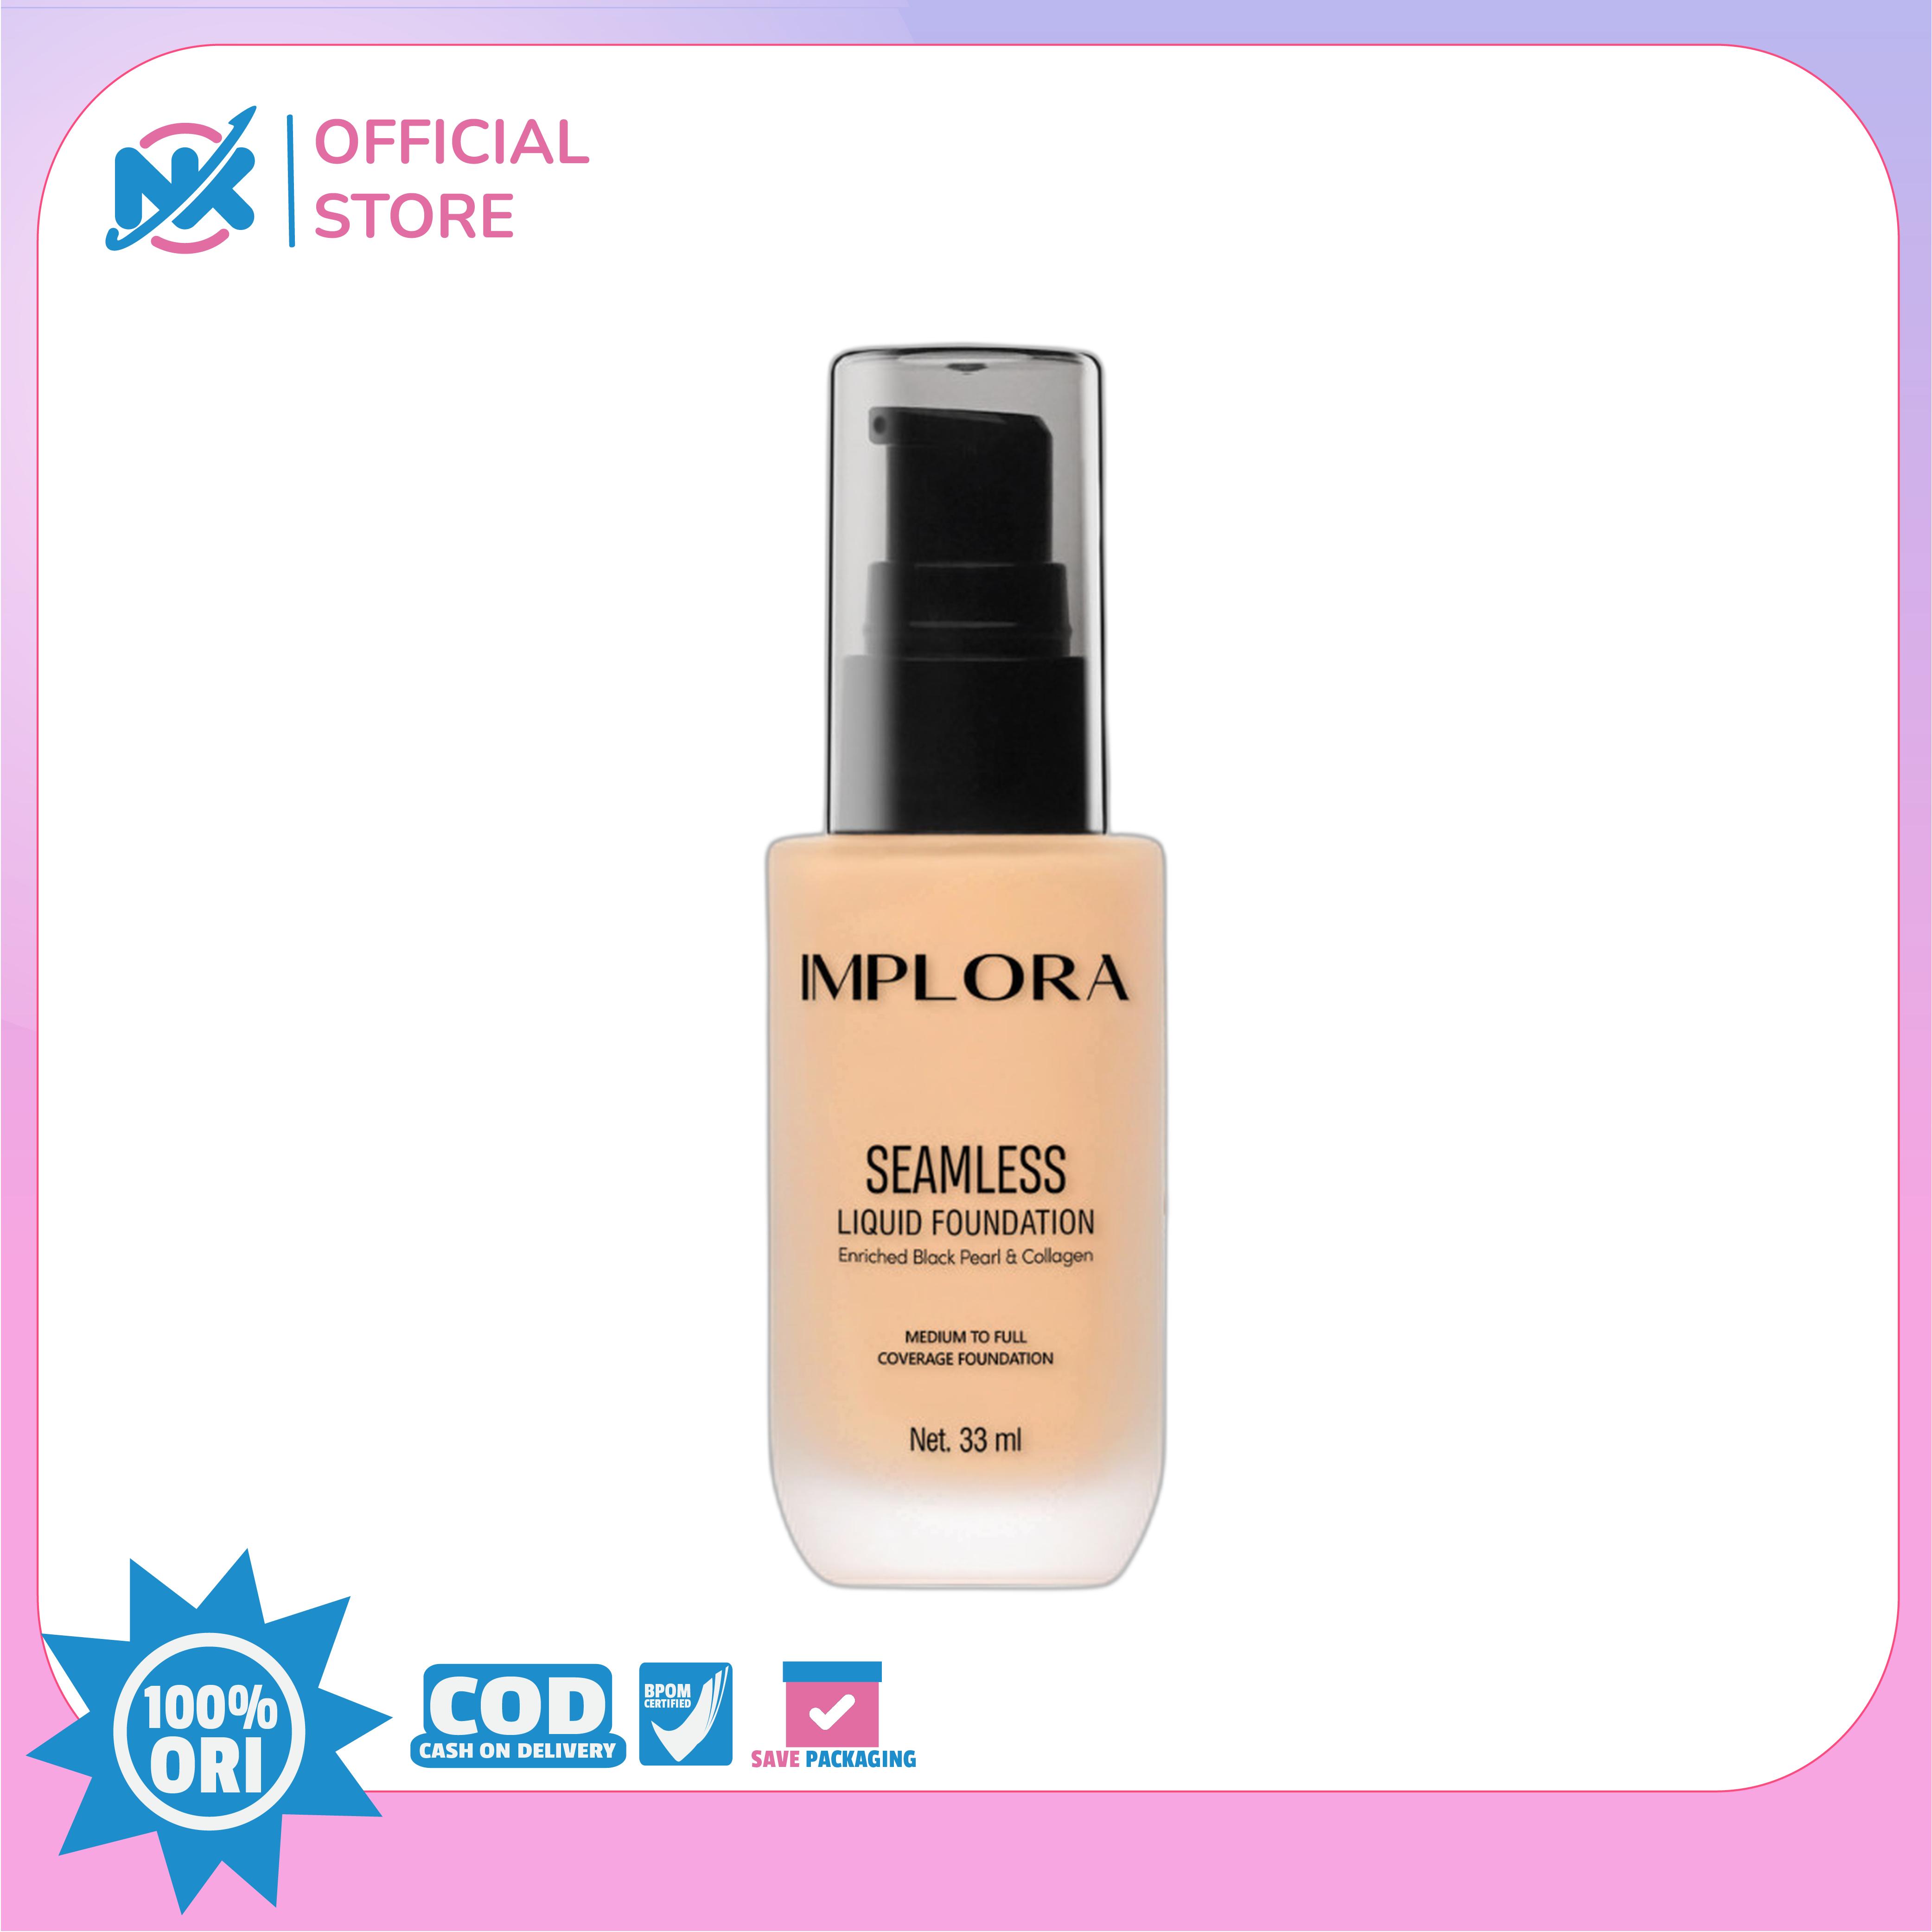 NK
OFFICIAL
STORE
IMPLORA
SEAMLESS
LIQUID FOUNDATION
Enriched Black Pearl & Collagen
MEDIUM TO FULL
COVERAGE FOUNDATION
Net. 33 ml
100%
ORI
COD
CASH ON DELIVERY
BPOM
CERTIFIED
SAVE PACKAGING